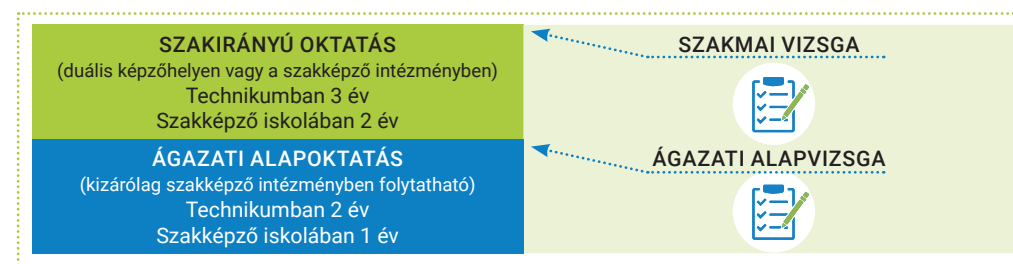 SZAKIRÁNYÚ OKTATÁS
(duális képzőhelyen vagy a szakképző intézményben)
Technikumban 3 év
Szakképző iskolában 2 év
SZAKMAI VIZSGA
ÁGAZATI ALAPOKTATÁS
(kizárólag szakképző intézményben folytatható)
Technikumban 2 év
Szakképző iskolában 1 év
ÁGAZATI ALAPVIZSGA